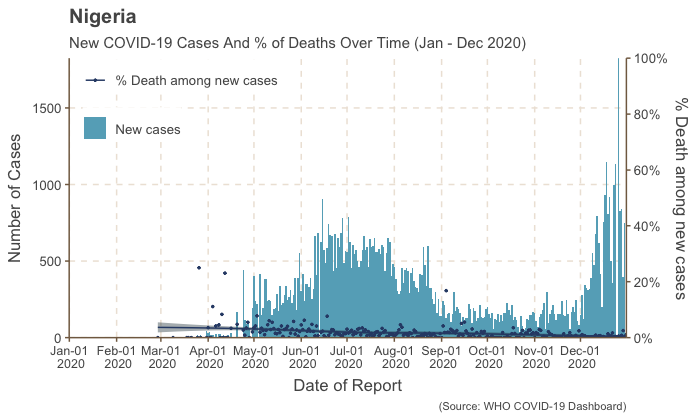 Nigeria
New COVID-19 Cases And % of Deaths Over Time (Jan - Dec 2020)
% Death among new cases
New cases
Number of Cases
1500
1000
500
0
100%
80%
60%
40%
20%
0%
% Death among new cases
Jan-01 Feb-01 Mar-01 Apr-01 May-01 Jun-01 Jul-01 Aug-01 Sep-01 Oct-01 Nov-01 Dec-01
2020 2020 2020 2020 2020 2020 2020 2020 2020 2020 2020 2020
Date of Report
(Source: WHO COVID-19 Dashboard)